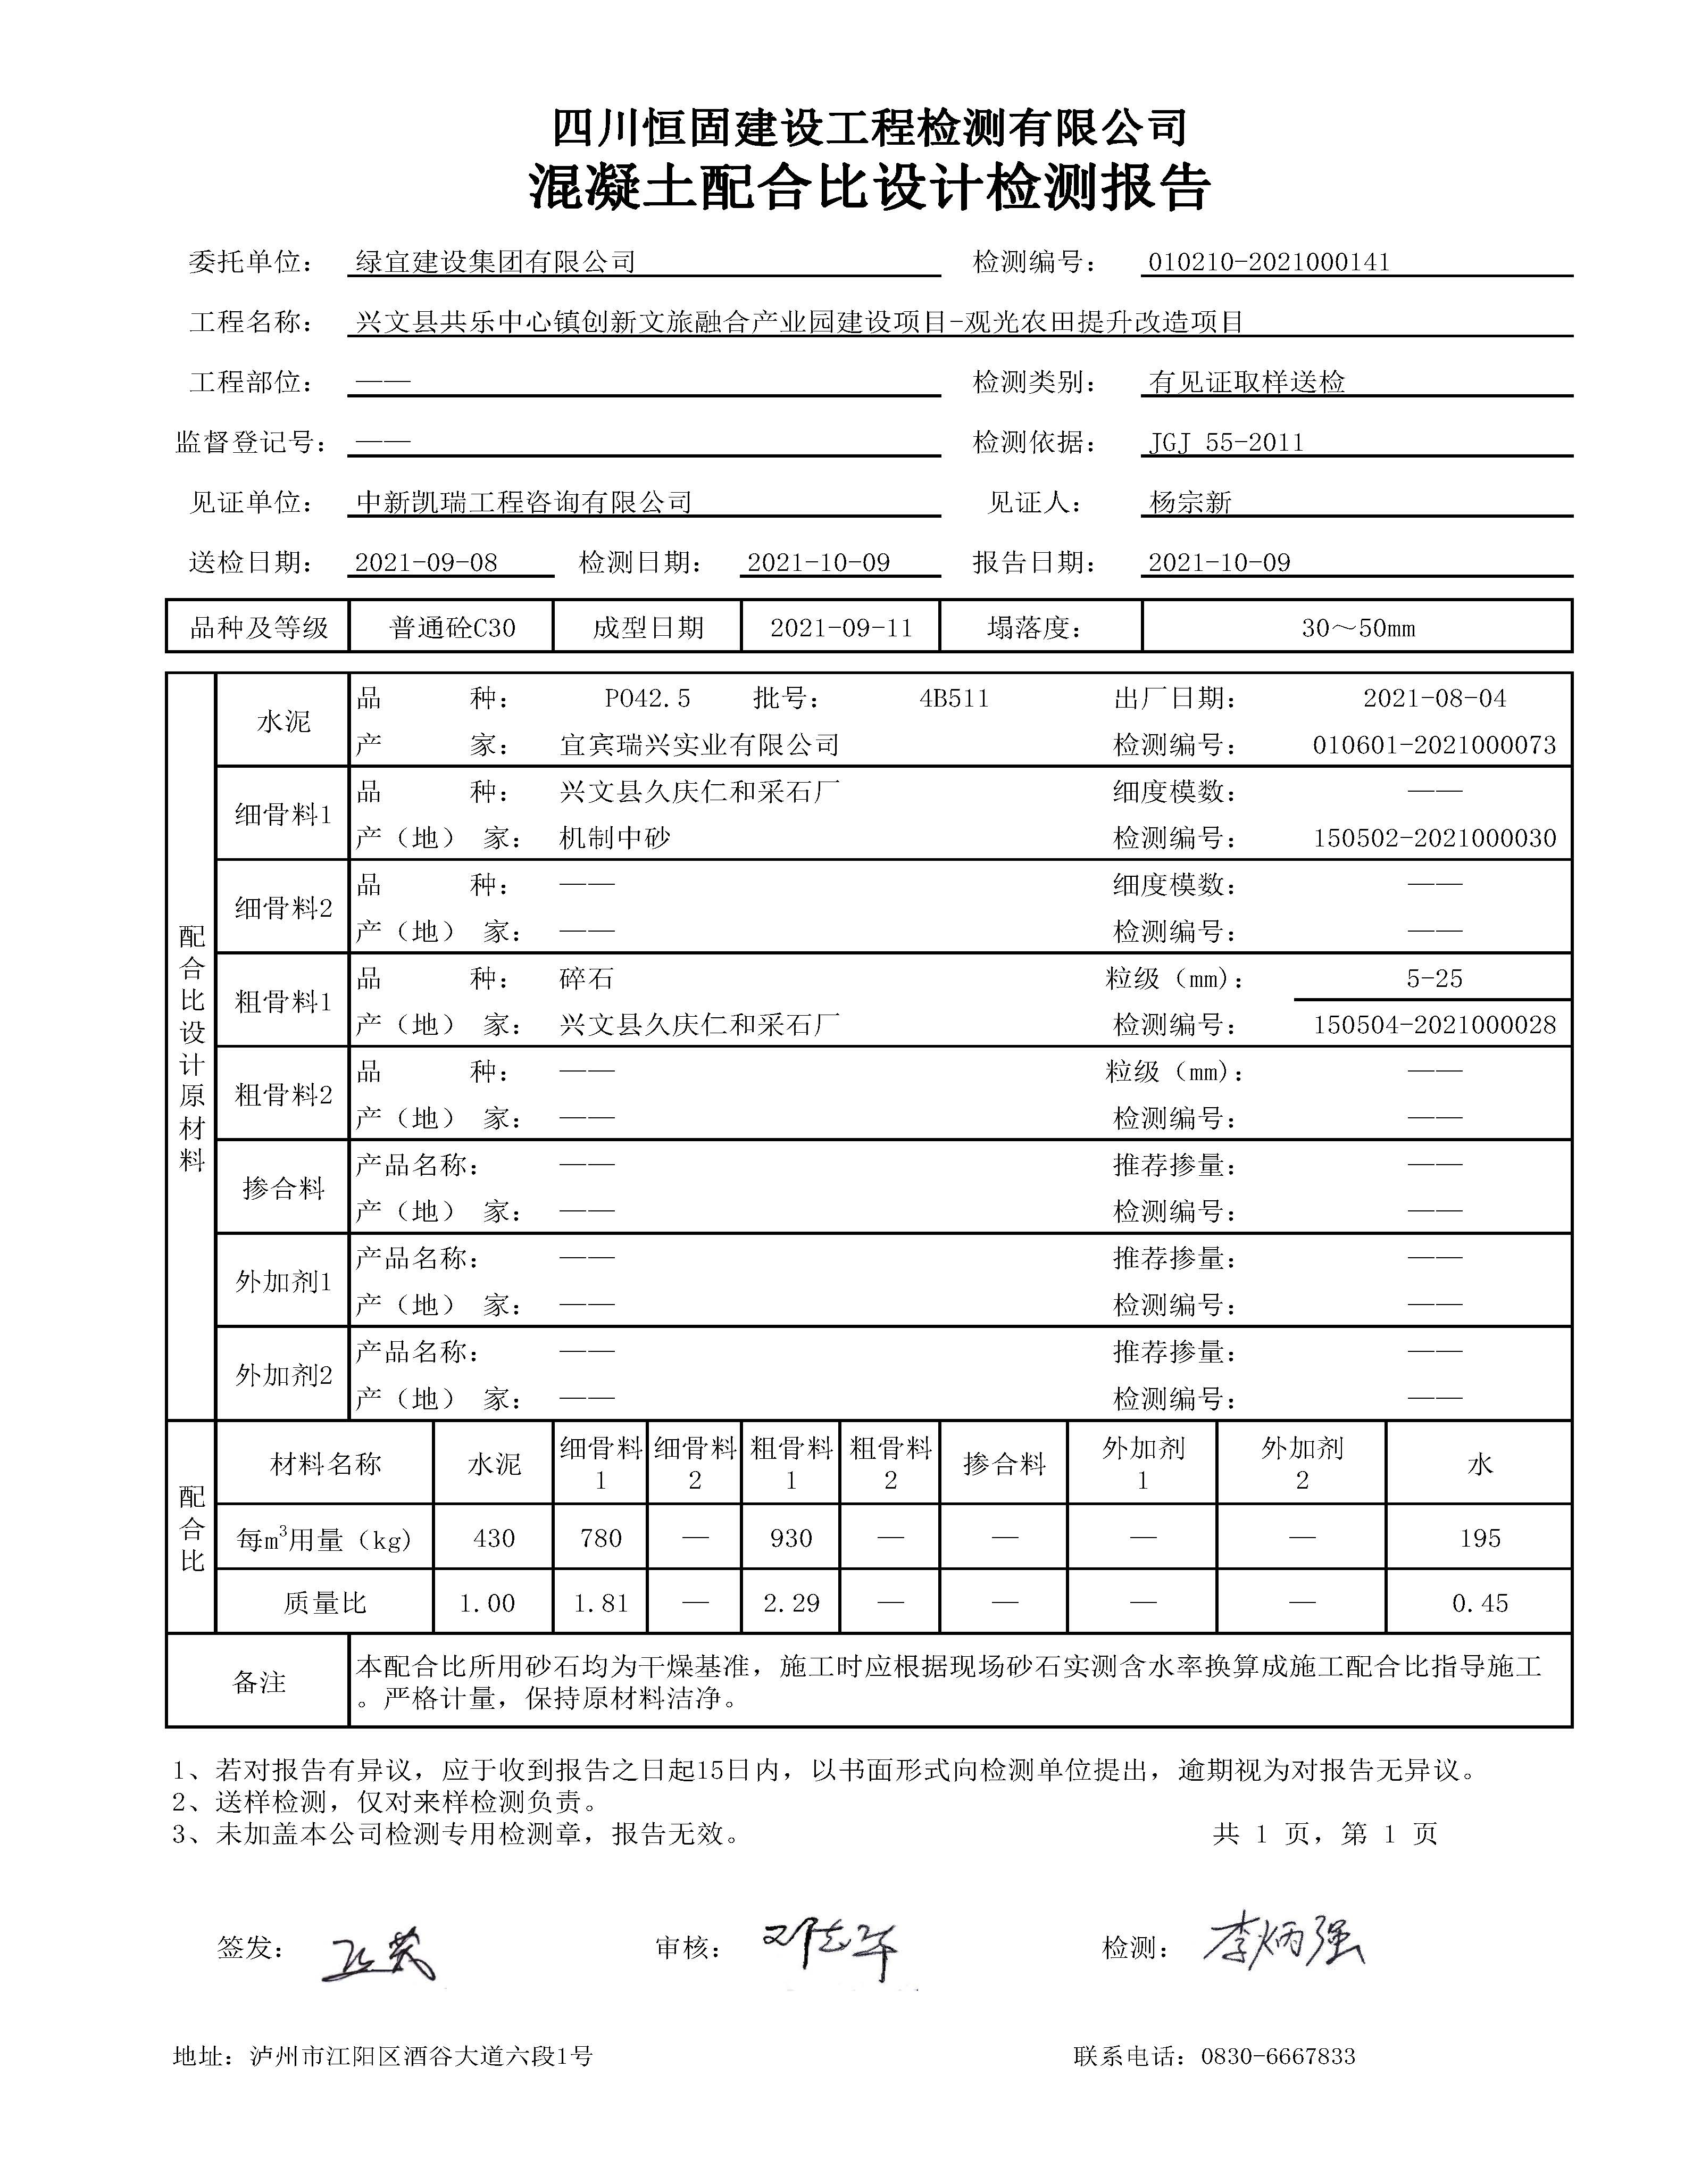 四川恒固建设工程检测有限公司
混凝土配合比设计检测报告
委托单位： 绿宜建设集团有限公司 检测编号： 010210-2021000141
工程名称： 兴文县共乐中心镇创新文旅融合产业园建设项目-观光农田提升改造项目
工程部位： —— 检测类别： 有见证取样送检
监督登记号： —— 检测依据： JGJ 55-2011
见证单位： 中新凯瑞工程咨询有限公司 见证人： 杨宗新
送检日期： 2021-09-08 检测日期： 2021-10-09 报告日期： 2021-10-09
品种及等级 普通砼C30 成型日期 2021-09-11 塌落度： 30～50mm
配合比设计原材料
水泥
品 种： PO42.5 批号： 4B511 出厂日期： 2021-08-04
产 家： 宜宾瑞兴实业有限公司 检测编号： 010601-2021000073
细骨料1
品 种： 兴文县久庆仁和采石厂 细度模数： ——
产（地） 家： 机制中砂 检测编号： 150502-2021000030
细骨料2
品 种： —— 细度模数： ——
产（地） 家： —— 检测编号： ——
粗骨料1
品 种： 碎石 粒级（mm）： 5-25
产（地） 家： 兴文县久庆仁和采石厂 检测编号： 150504-2021000028
粗骨料2
品 种： —— 粒级（mm）： ——
产（地） 家： —— 检测编号： ——
掺合料
产品名称： —— 推荐掺量： ——
产（地） 家： —— 检测编号： ——
外加剂1
产品名称： —— 推荐掺量： ——
产（地） 家： —— 检测编号： ——
外加剂2
产品名称： —— 推荐掺量： ——
产（地） 家： —— 检测编号： ——
配合比
材料名称 水泥 细骨料1 细骨料2 粗骨料1 粗骨料2 掺合料 外加剂1 外加剂2 水
每m³用量（kg） 430 780 — 930 — — — — 195
质量比 1.00 1.81 — 2.29 — — — — 0.45
备注
本配合比所用砂石均为干燥基准，施工时应根据现场砂石实测含水率换算成施工配合比指导施工
。严格计量，保持原材料洁净。
1、若对报告有异议，应于收到报告之日起15日内，以书面形式向检测单位提出，逾期视为对报告无异议。
2、送样检测，仅对来样检测负责。
3、未加盖本公司检测专用检测章，报告无效。 共 1 页，第 1 页
签发： 审核： 检测： 李炳强
地址：泸州市江阳区酒谷大道六段1号 联系电话：0830-6667833